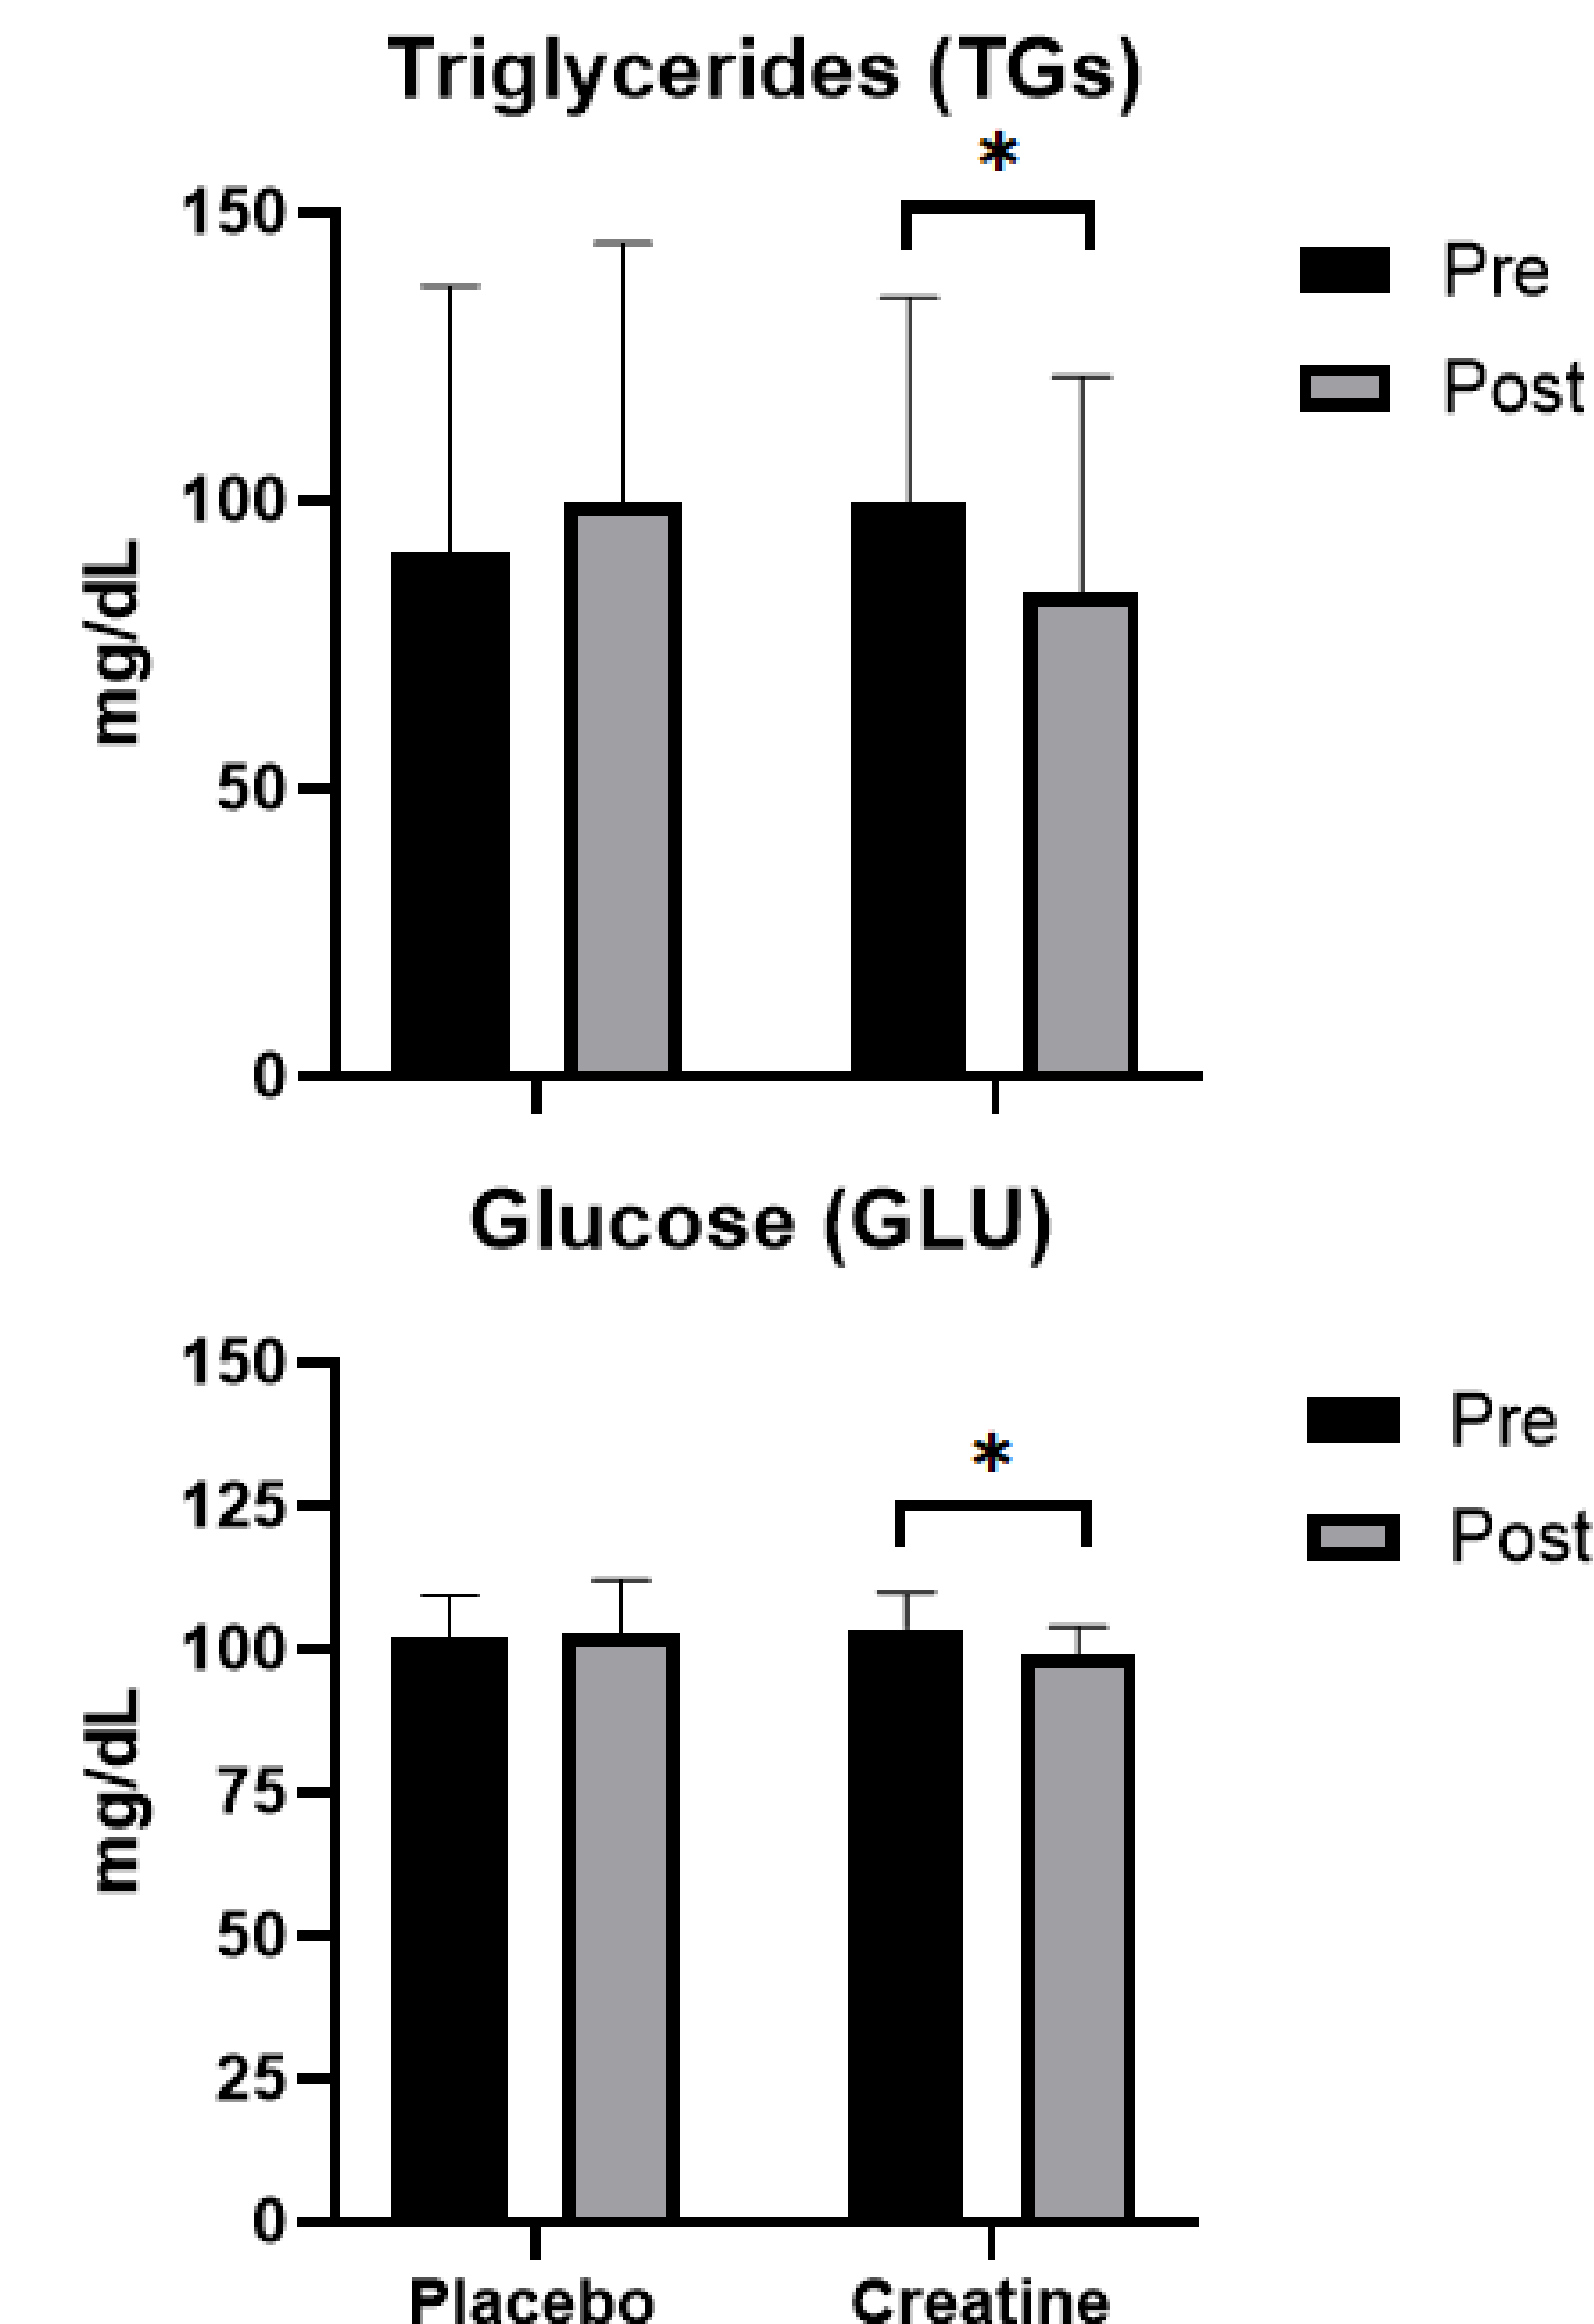 Triglycerides (TGs)
*
150
100
50
0
mg/dL
Pre
Post
Glucose (GLU)
*
150
125
100
75
50
25
0
mg/dL
Pre
Post
Placebo
Creatine